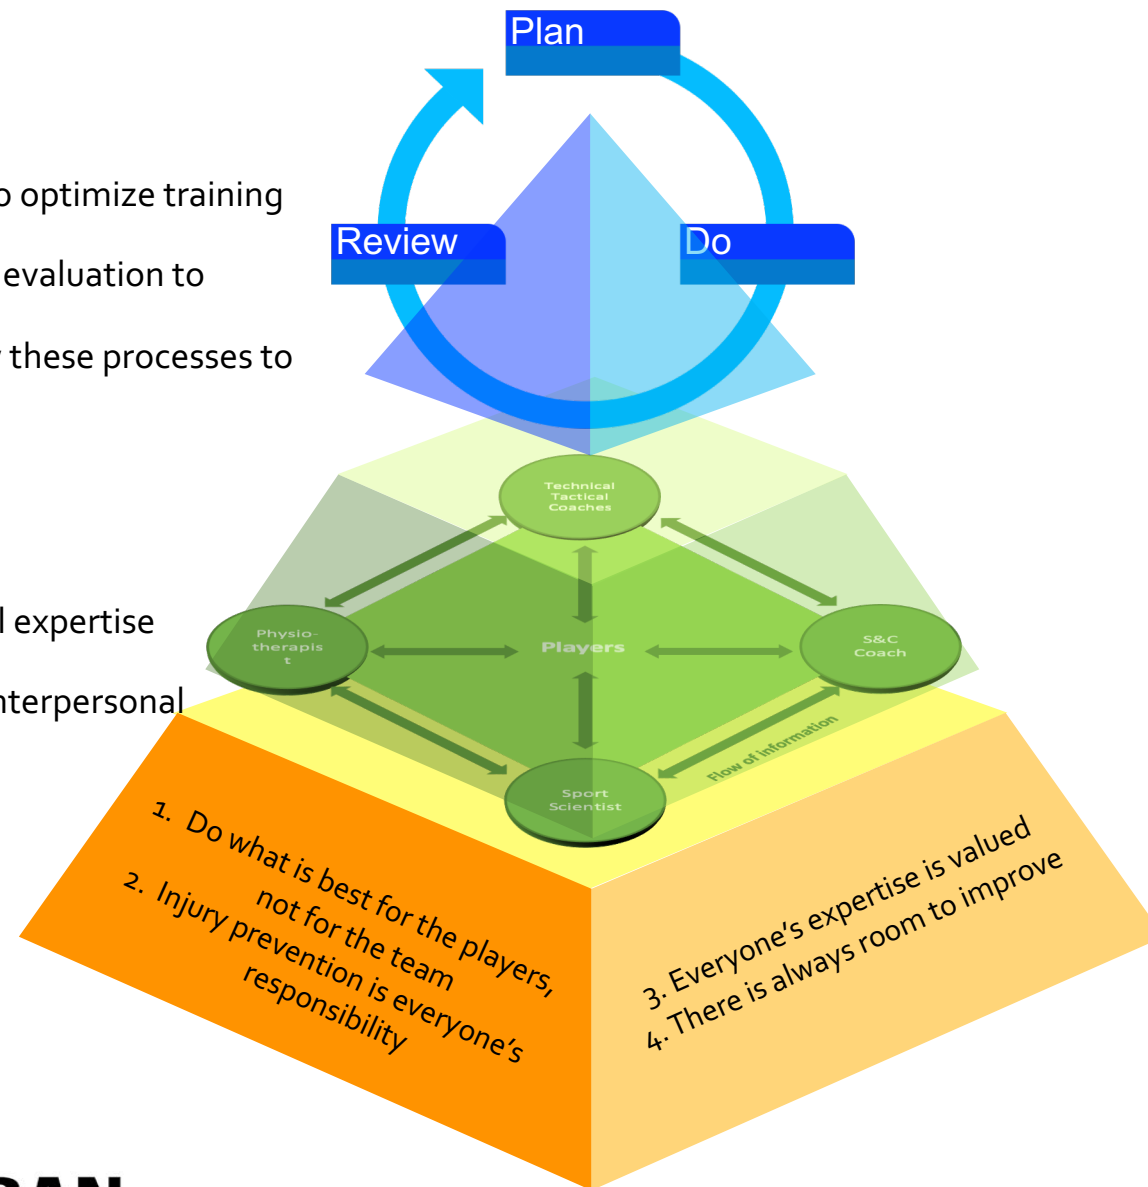 Plan
o optimize training
Review
Do
evaluation to
these processes to
Technical
Tactical
Coaches
l expertise
Physio-
therapis
t
Players
S&C
Coach
nterpersonal
Flow of information
Sport
Scientist
1. Do what is best for the players,
not for the team
2. Injury prevention is everyone's
responsibility
3. Everyone's expertise is valued
4. There is always room to improve